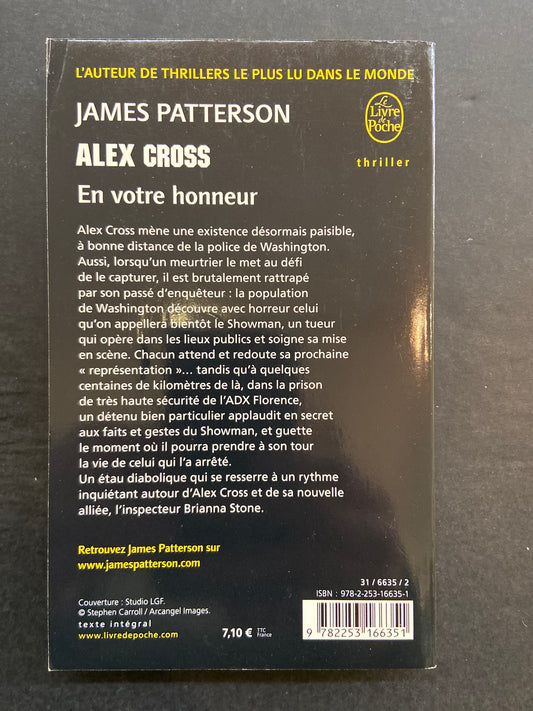 L'AUTEUR DE THRILLERS LE PLUS LU DANS LE MONDE
JAMES PATTERSON
Le
Livre
de
Poche
ALEX CROSS
thriller
En votre honneur
Alex Cross mène une existence désormais paisible,
à bonne distance de la police de Washington.
Aussi, lorsqu'un meurtrier le met au défi
de le capturer, il est brutalement rattrapé
par son passé d'enquêteur : la population
de Washington découvre avec horreur celui
qu'on appellera bientôt le Showman, un tueur
qui opère dans les lieux publics et soigne sa mise
en scène. Chacun attend et redoute sa prochaine
« représentation »... tandis qu'à quelques
centaines de kilomètres de là, dans la prison
de très haute sécurité de l'ADX Florence,
un détenu bien particulier applaudit en secret
aux faits et gestes du Showman, et guette
le moment où il pourra prendre à son tour
la vie de celui qui l'a arrêté.
Un étau diabolique qui se resserre à un rythme
inquiétant autour d'Alex Cross et de sa nouvelle
alliée, l'inspecteur Brianna Stone.
Retrouvez James Patterson sur
www.jamespatterson.com
Couverture : Studio LGF.
© Stephen Carroll / Arcangel Images.
texte intégral
www.livredepoche.com
7,10 € TTC France
31 / 6635 / 2
ISBN : 978-2-253-16635-1
9 782253 166351